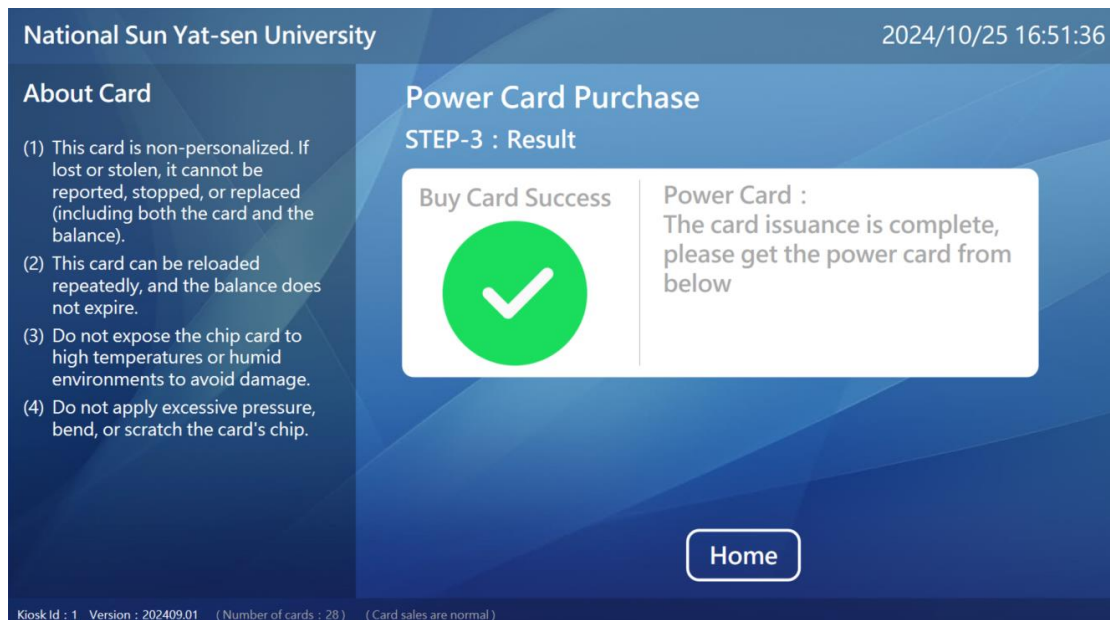 National Sun Yat-sen University
2024/10/25 16:51:36
About Card
(1) This card is non-personalized. If
lost or stolen, it cannot be
reported, stopped, or replaced
(including both the card and the
balance).
(2) This card can be reloaded
repeatedly, and the balance does
not expire.
(3) Do not expose the chip card to
high temperatures or humid
environments to avoid damage.
(4) Do not apply excessive pressure,
bend, or scratch the card's chip.
Power Card Purchase
STEP-3：Result
Buy Card Success
Power Card：
The card issuance is complete,
please get the power card from
below
Home
Kiosk Id：1 Version：202409.01 （Number of cards：28） （Card sales are normal）